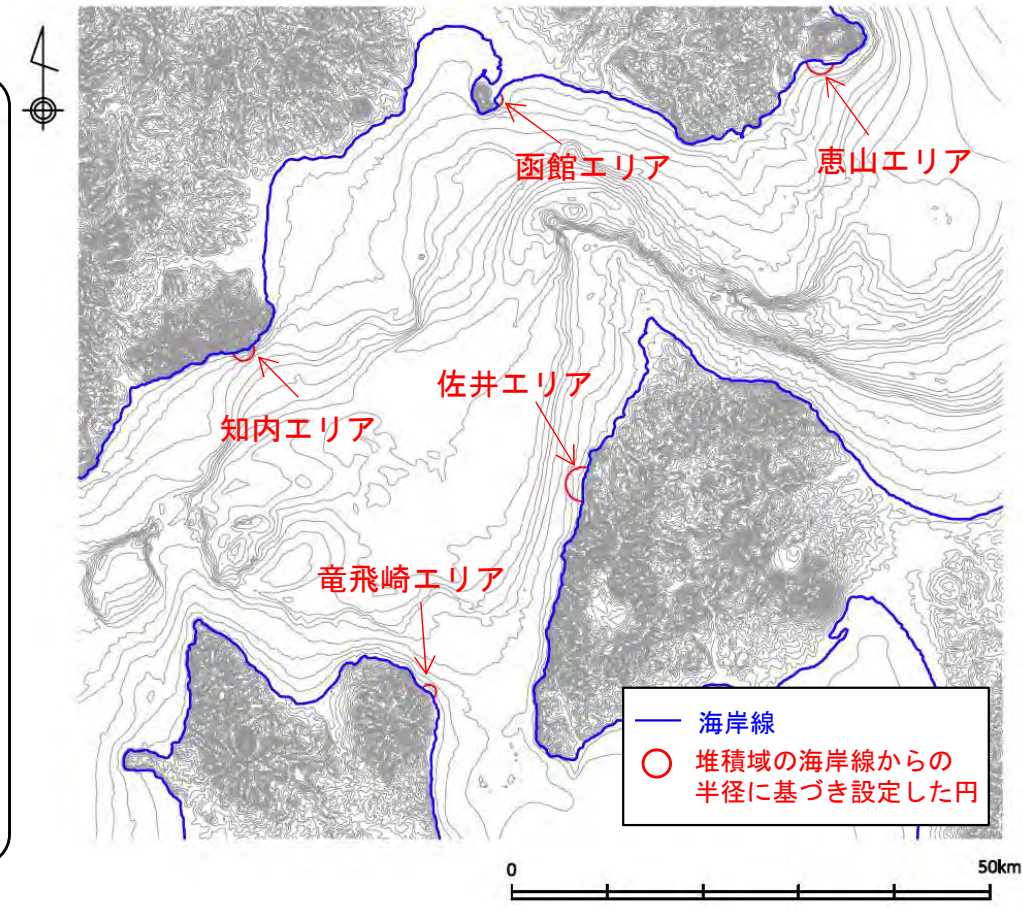 函館エリア
恵山エリア
佐井エリア
知内エリア
竜飛崎エリア
海岸線
堆積域の海岸線からの
半径に基づき設定した円
0
50km